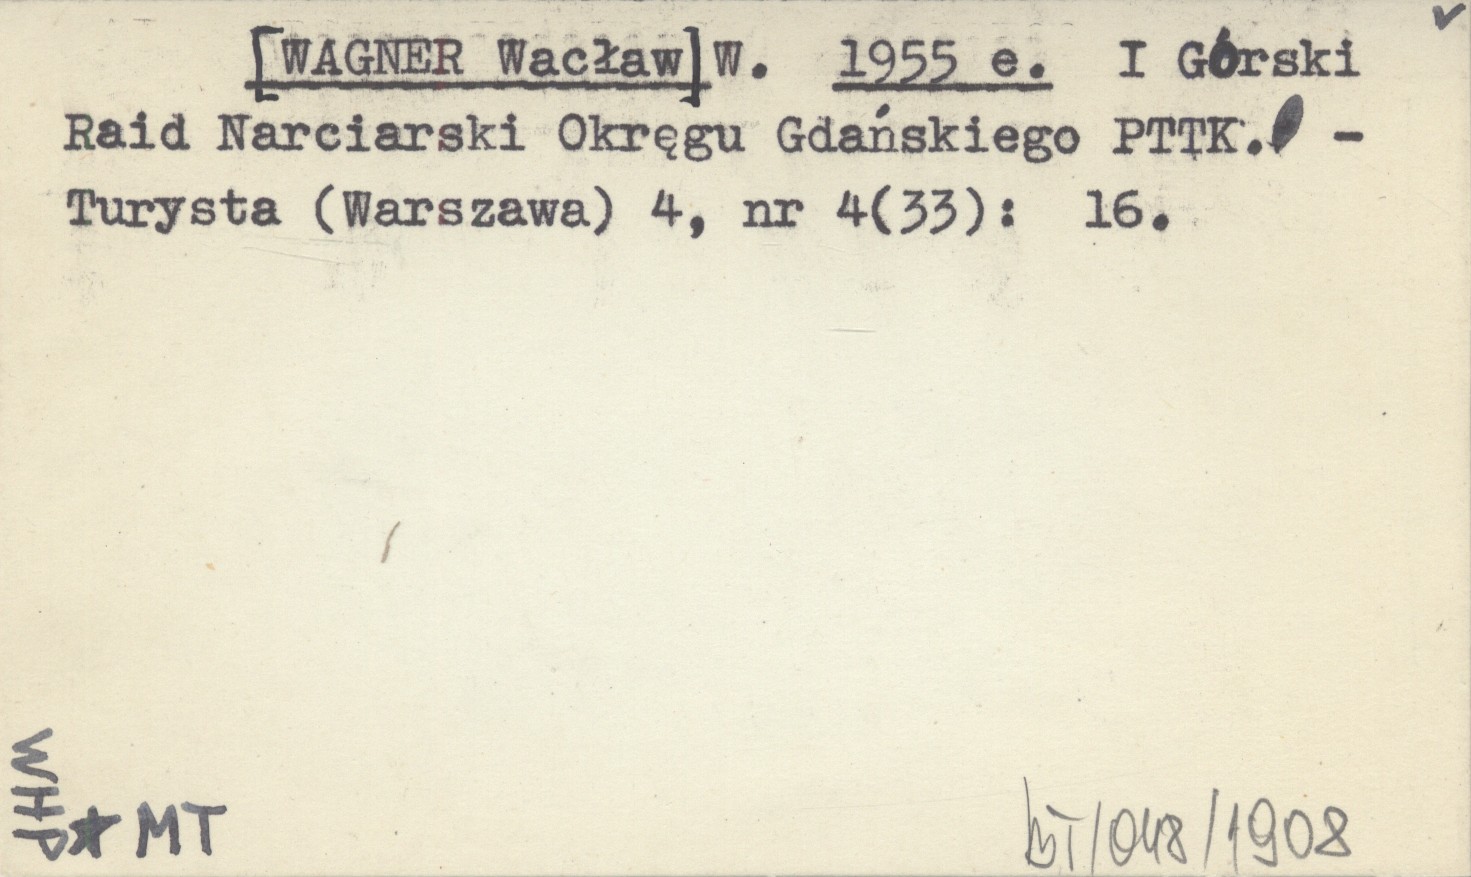 [WAGNER Wacław] W. 1955 e. I Górski
Raid Narciarski Okręgu Gdańskiego PTTK. -
Turysta (Warszawa) 4, nr 4(33): 16.
WHP
* MT
BT/048/1908